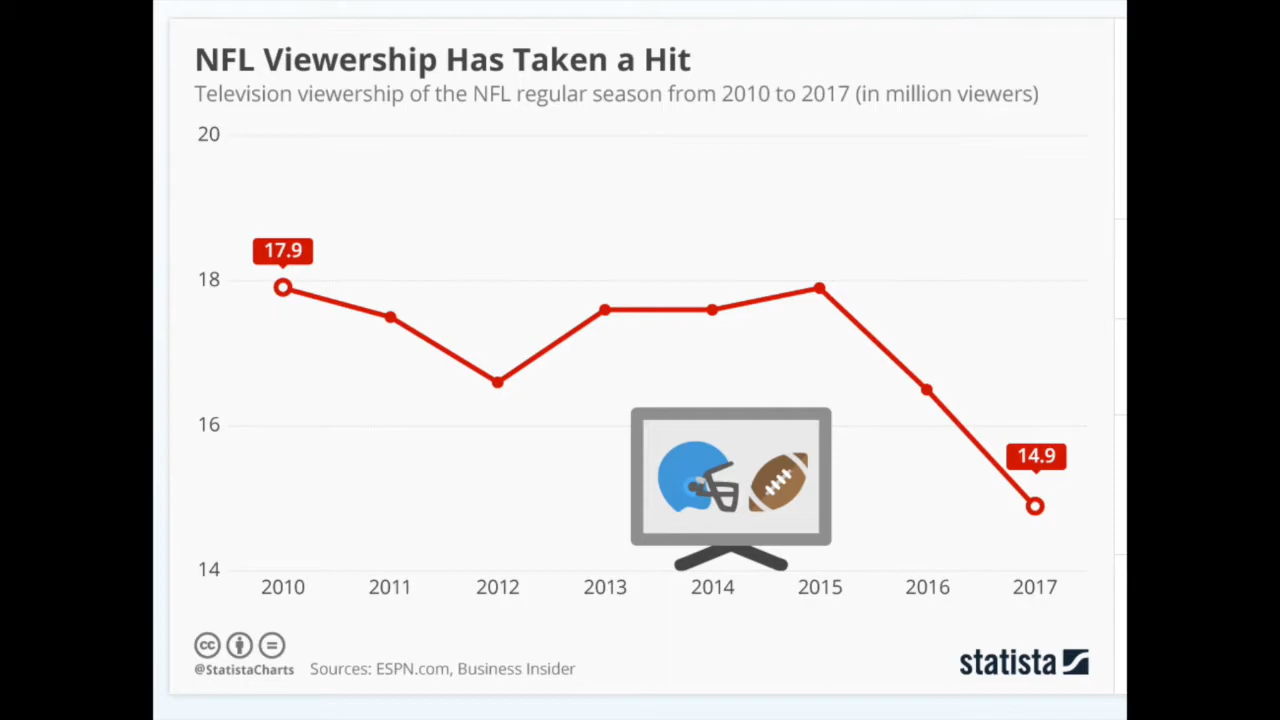 NFL Viewership Has Taken a Hit
Television viewership of the NFL regular season from 2010 to 2017 (in million viewers)
20
17.9
18
16
14.9
14
2010 2011 2012 2013 2014 2015 2016 2017
cc
@StatistaCharts Sources: ESPN.com, Business Insider
statista